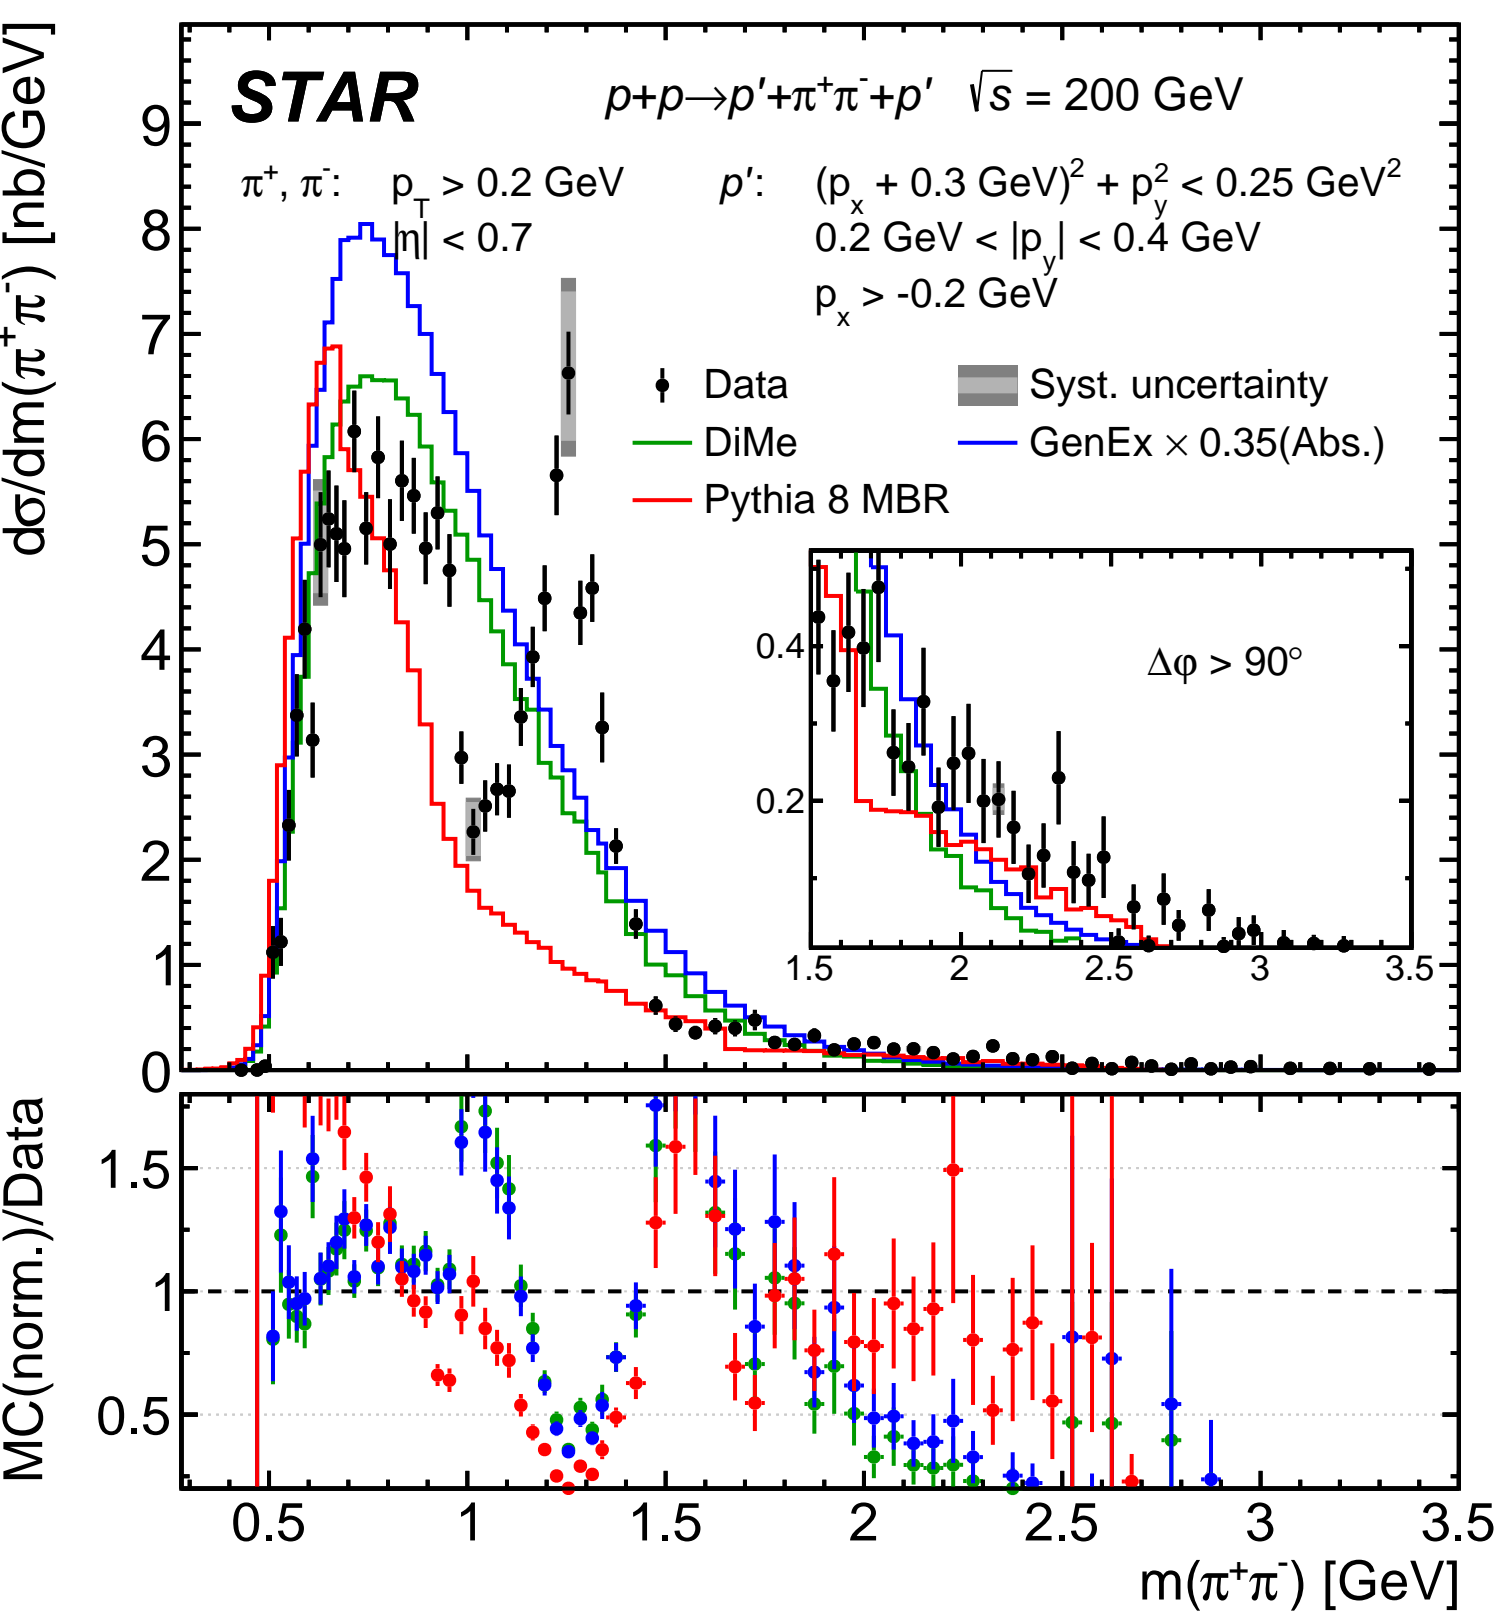 STAR
p+p→p′+π⁺π⁻+p′ √s = 200 GeV
π⁺, π⁻: p_T > 0.2 GeV
|η| < 0.7
p′: (p_x + 0.3 GeV)² + p_y² < 0.25 GeV²
0.2 GeV < |p_y| < 0.4 GeV
p_x > -0.2 GeV
Data
Syst. uncertainty
DiMe
GenEx × 0.35(Abs.)
Pythia 8 MBR
dσ/dm(π⁺π⁻) [nb/GeV]
9
8
7
6
5
4
3
2
1
0
Δφ > 90°
0.4
0.2
1.5 2 2.5 3 3.5
MC(norm.)/Data
1.5
1
0.5
0.5 1 1.5 2 2.5 3 3.5
m(π⁺π⁻) [GeV]